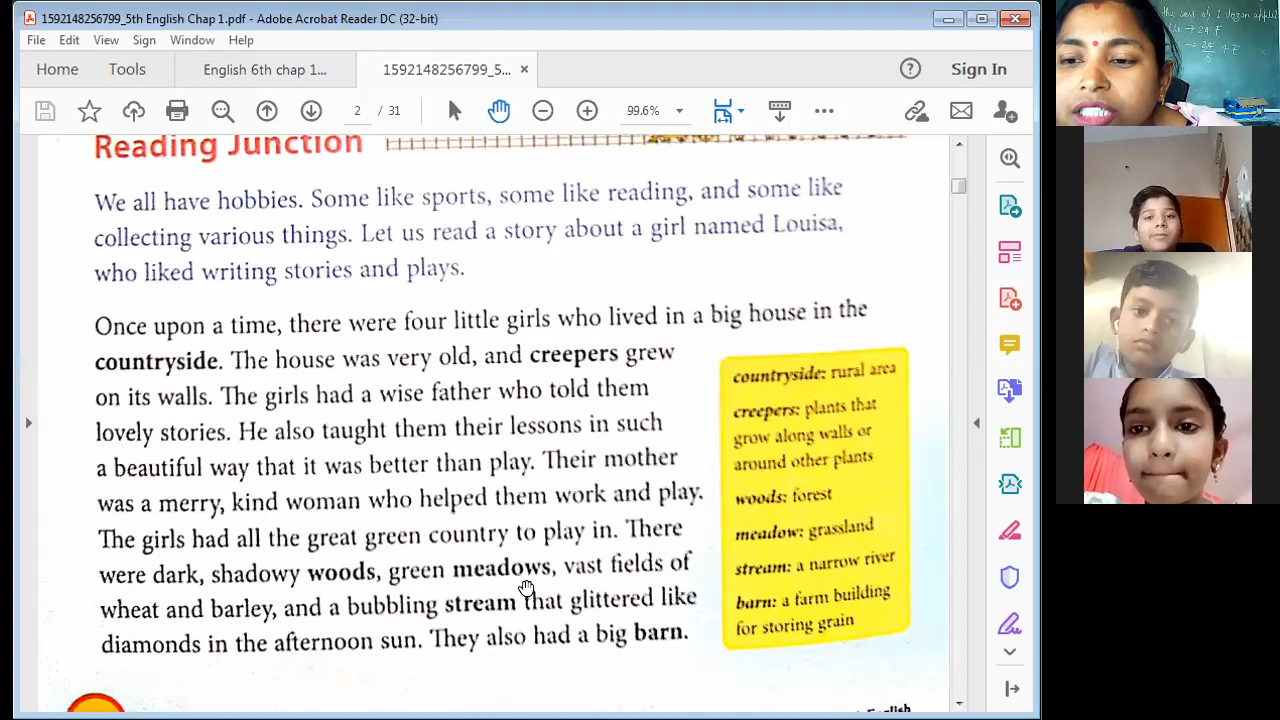 1592148256799_5th English Chap 1.pdf - Adobe Acrobat Reader DC (32-bit)
File Edit View Sign Window Help
Home Tools English 6th chap 1... 1592148256799_5... × Sign In
2 / 31 99.6%
Reading Junction
We all have hobbies. Some like sports, some like reading, and some like
collecting various things. Let us read a story about a girl named Louisa,
who liked writing stories and plays.
Once upon a time, there were four little girls who lived in a big house in the
countryside. The house was very old, and creepers grew
on its walls. The girls had a wise father who told them
lovely stories. He also taught them their lessons in such
a beautiful way that it was better than play. Their mother
was a merry, kind woman who helped them work and play.
The girls had all the great green country to play in. There
were dark, shadowy woods, green meadows, vast fields of
wheat and barley, and a bubbling stream that glittered like
diamonds in the afternoon sun. They also had a big barn.
countryside: rural area
creepers: plants that
grow along walls or
around other plants
woods: forest
meadow: grassland
stream: a narrow river
barn: a farm building
for storing grain
English
the cost of 1 dozen